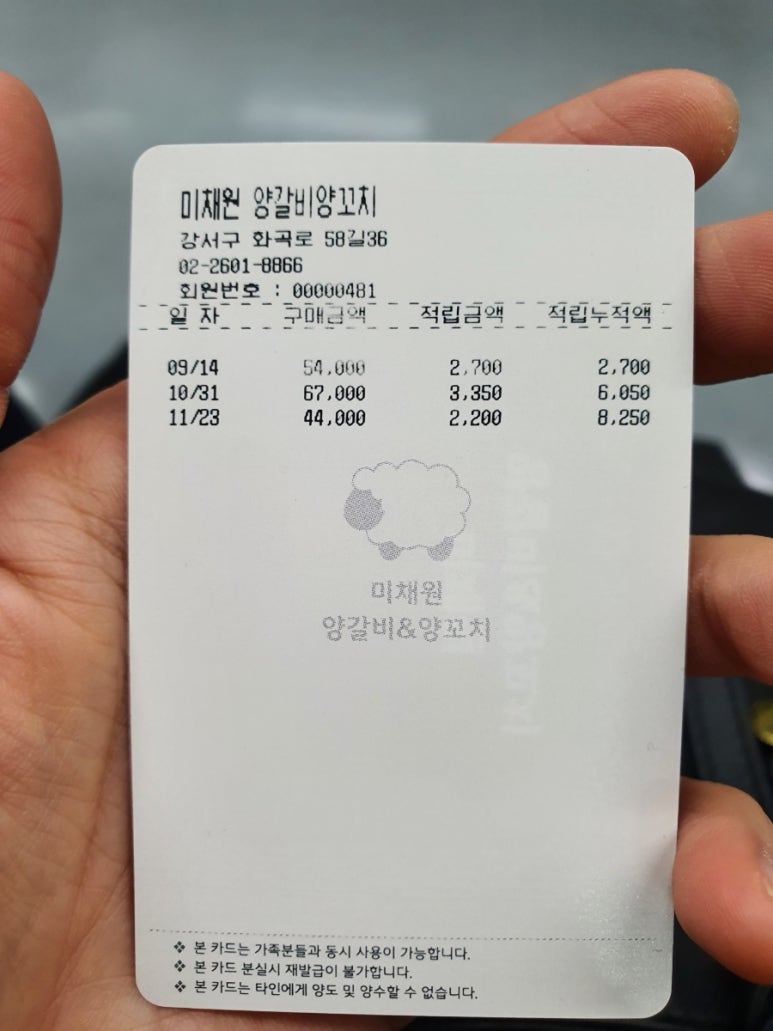 미채원 양갈비양꼬치
강서구 화곡로 58길36
02-2601-8866
회원번호 : 00000481
일 자 구매금액 적립금액 적립누적액
09/14 54,000 2,700 2,700
10/31 67,000 3,350 6,050
11/23 44,000 2,200 8,250
미채원
양갈비&양꼬치
❖ 본 카드는 가족분들과 동시 사용이 가능합니다.
❖ 본 카드 분실시 재발급이 불가합니다.
❖ 본 카드는 타인에게 양도 및 양수할 수 없습니다.